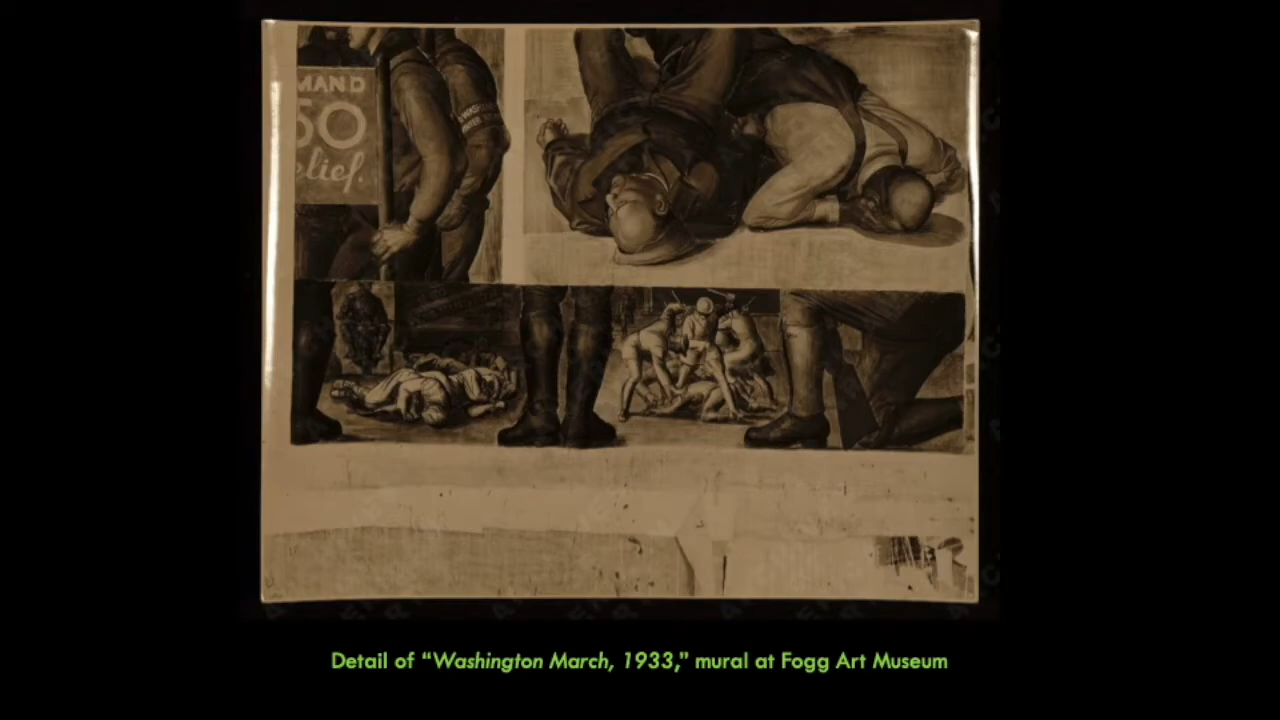 MAND
50
elief.
Detail of “Washington March, 1933,” mural at Fogg Art Museum